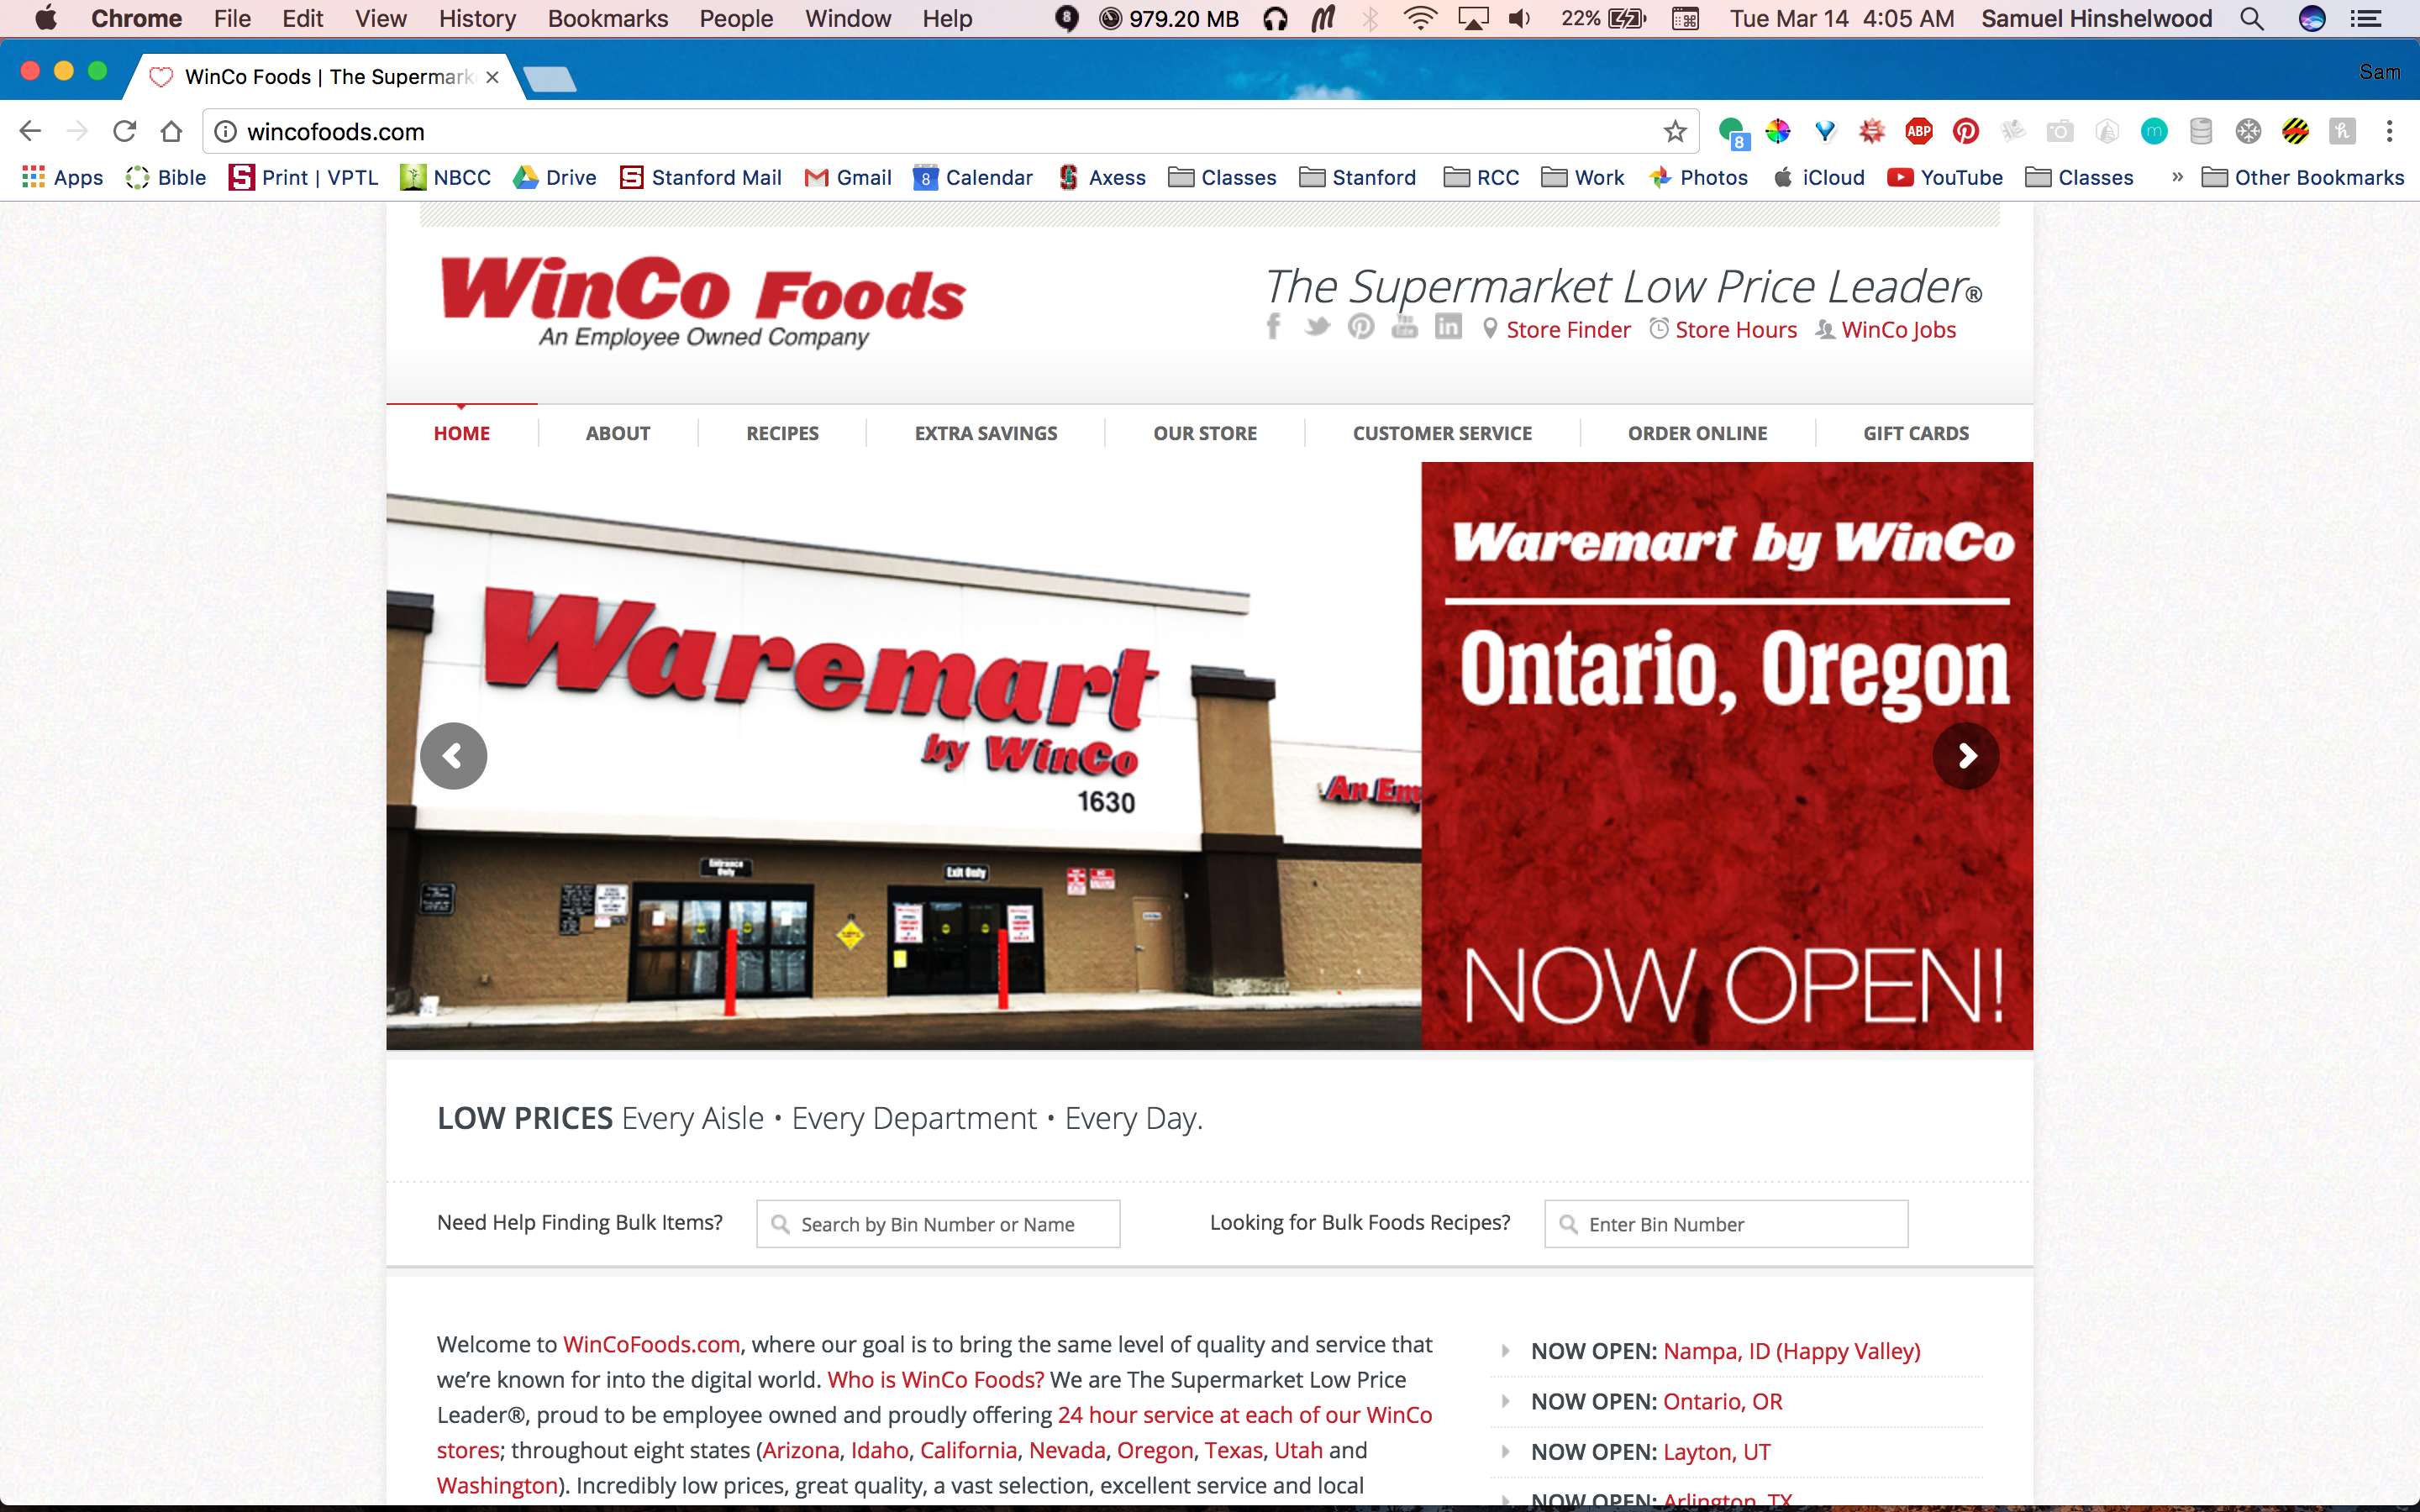 Chrome File Edit View History Bookmarks People Window Help 8 979.20 MB 22% Tue Mar 14 4:05 AM Samuel Hinshelwood
WinCo Foods | The Supermark
Sam
wincofoods.com
8 ABP m h
Apps Bible Print | VPTL NBCC Drive Stanford Mail Gmail 8 Calendar Axess Classes Stanford RCC Work Photos iCloud YouTube Classes » Other Bookmarks
WinCo Foods
An Employee Owned Company
The Supermarket Low Price Leader®
Store Finder Store Hours WinCo Jobs
HOME ABOUT RECIPES EXTRA SAVINGS OUR STORE CUSTOMER SERVICE ORDER ONLINE GIFT CARDS
Waremart
by WinCo
1630
An Em
Entrance
Only
Exit Only
Waremart by WinCo
Ontario, Oregon
NOW OPEN!
LOW PRICES Every Aisle • Every Department • Every Day.
Need Help Finding Bulk Items? Search by Bin Number or Name Looking for Bulk Foods Recipes? Enter Bin Number
Welcome to WinCoFoods.com, where our goal is to bring the same level of quality and service that
we’re known for into the digital world. Who is WinCo Foods? We are The Supermarket Low Price
Leader®, proud to be employee owned and proudly offering 24 hour service at each of our WinCo
stores; throughout eight states (Arizona, Idaho, California, Nevada, Oregon, Texas, Utah and
Washington). Incredibly low prices, great quality, a vast selection, excellent service and local
NOW OPEN: Nampa, ID (Happy Valley)
NOW OPEN: Ontario, OR
NOW OPEN: Layton, UT
NOW OPEN: Arlington, TX